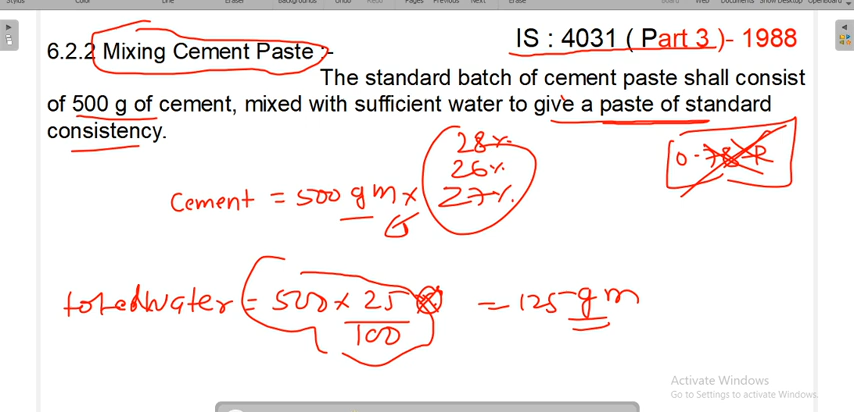 IS : 4031 ( Part 3 )- 1988
6.2.2 Mixing Cement Paste :-
The standard batch of cement paste shall consist
of 500 g of cement, mixed with sufficient water to give a paste of standard
consistency.
28%
26%
27%
Cement = 500 gm x
0.78
total water = 500 x 25
100
= 125 gm
Activate Windows
Go to Settings to activate Windows.